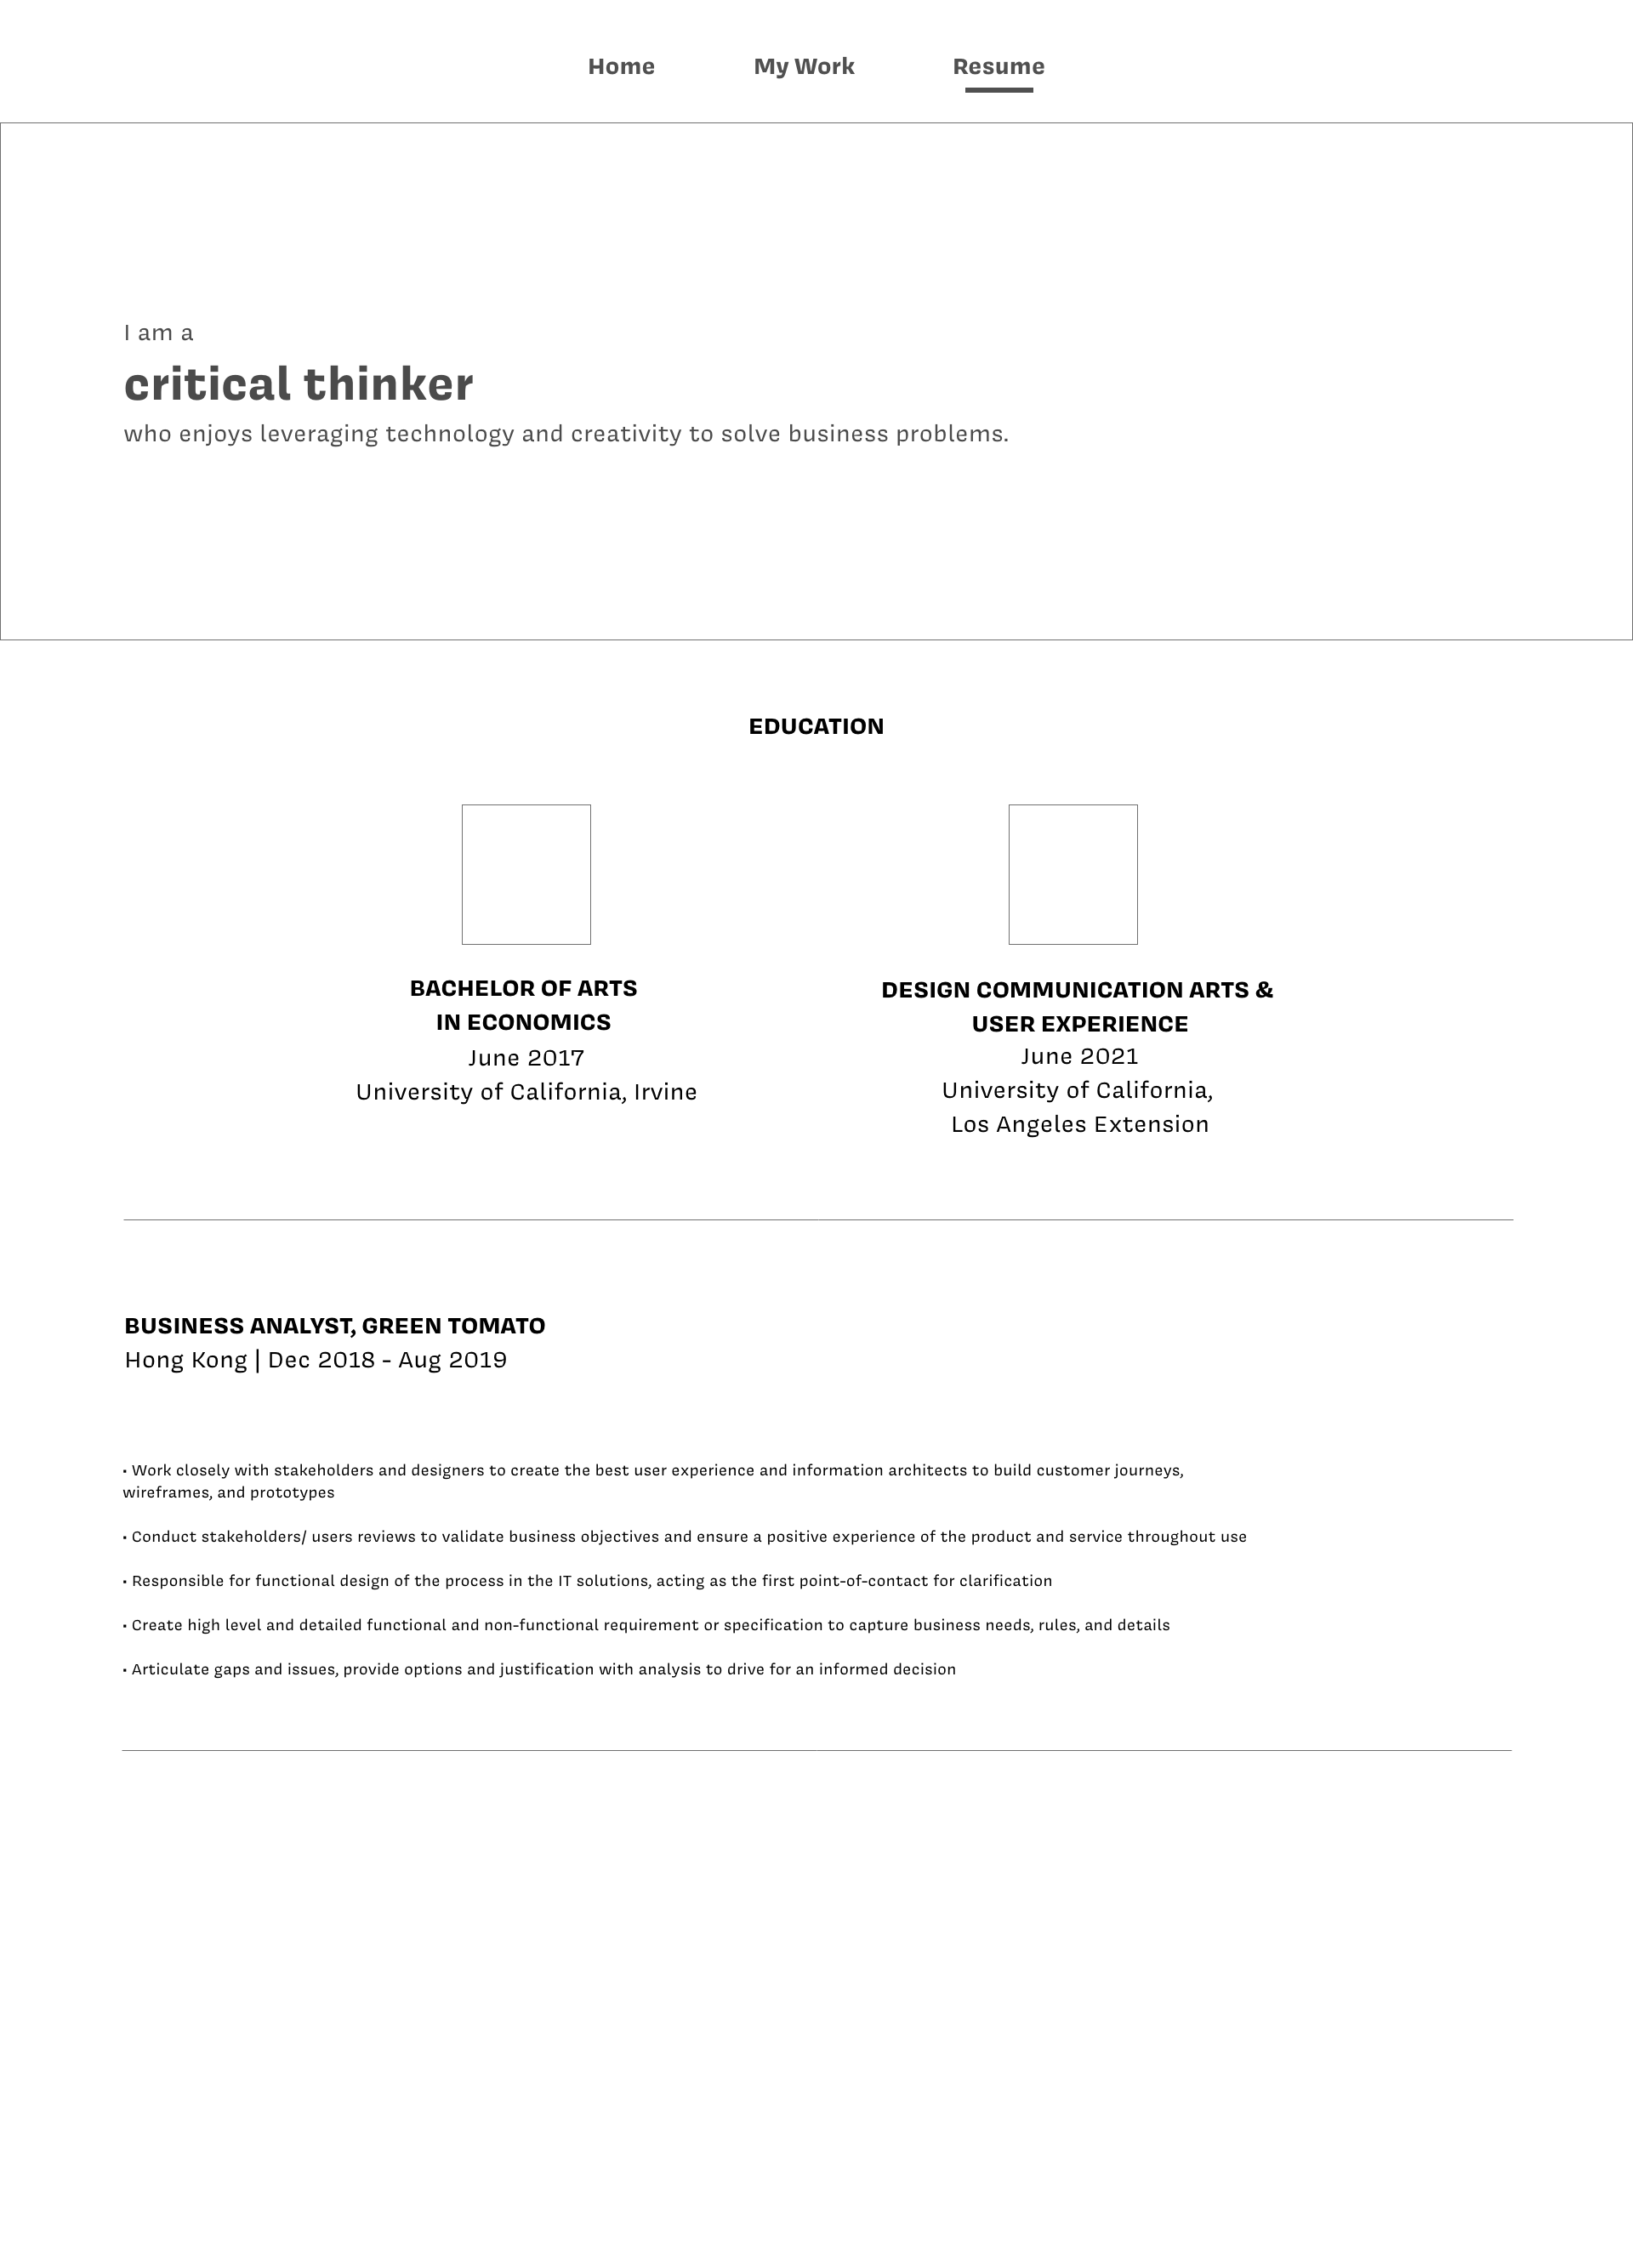 Home My Work Resume
I am a
critical thinker
who enjoys leveraging technology and creativity to solve business problems.
EDUCATION
BACHELOR OF ARTS
IN ECONOMICS
June 2017
University of California, Irvine
DESIGN COMMUNICATION ARTS &
USER EXPERIENCE
June 2021
University of California,
Los Angeles Extension
BUSINESS ANALYST, GREEN TOMATO
Hong Kong | Dec 2018 - Aug 2019
• Work closely with stakeholders and designers to create the best user experience and information architects to build customer journeys,
wireframes, and prototypes
• Conduct stakeholders/ users reviews to validate business objectives and ensure a positive experience of the product and service throughout use
• Responsible for functional design of the process in the IT solutions, acting as the first point-of-contact for clarification
• Create high level and detailed functional and non-functional requirement or specification to capture business needs, rules, and details
• Articulate gaps and issues, provide options and justification with analysis to drive for an informed decision